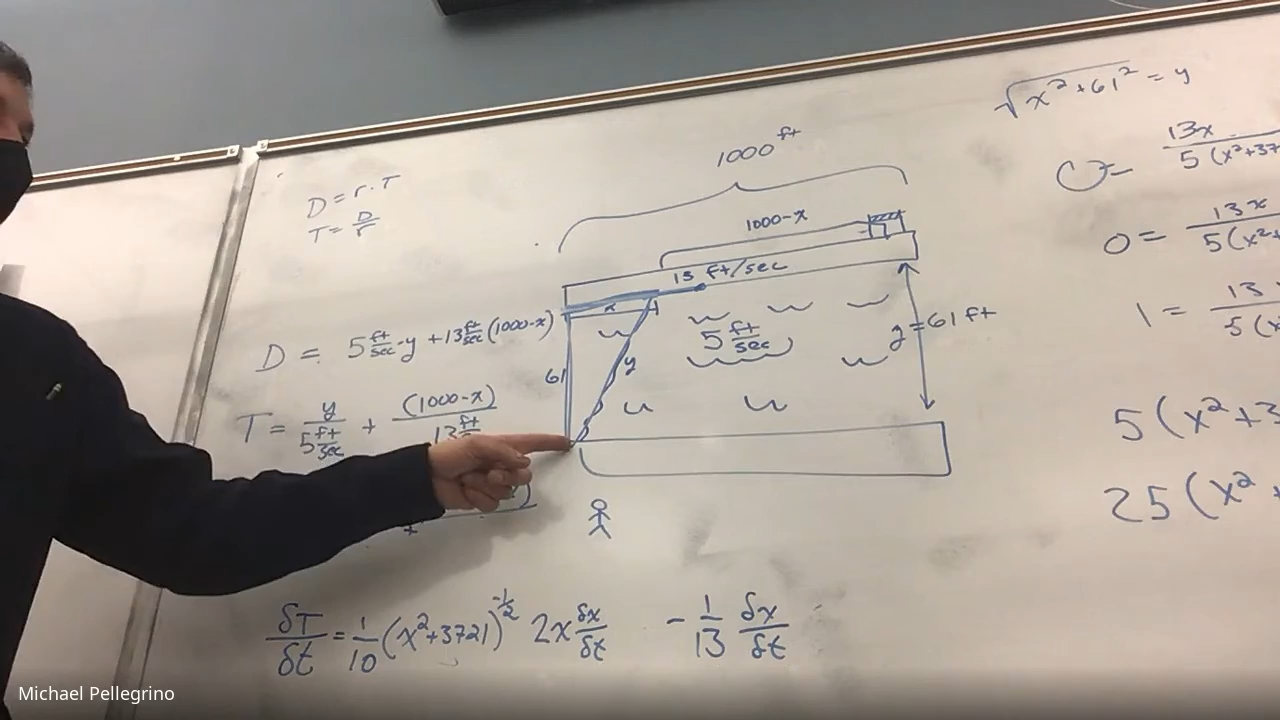 D = r·T
T = D/r
D = 5 ft/sec · y + 13 ft/sec (1000-x)
T = y/5 ft/sec + (1000-x)/13 ft
δT/δt = 1/10 (x²+3721)^-1/2 2x δx/δt - 1/13 δx/δt
1000 ft
1000-x
13 ft/sec
x
5 ft/sec
61
y
y=61 ft
√x²+61² = y
0= 13x/5(x²+37
0= 13x/5(x²+
1= 13/5(x
5(x²+3
25(x²+
Michael Pellegrino